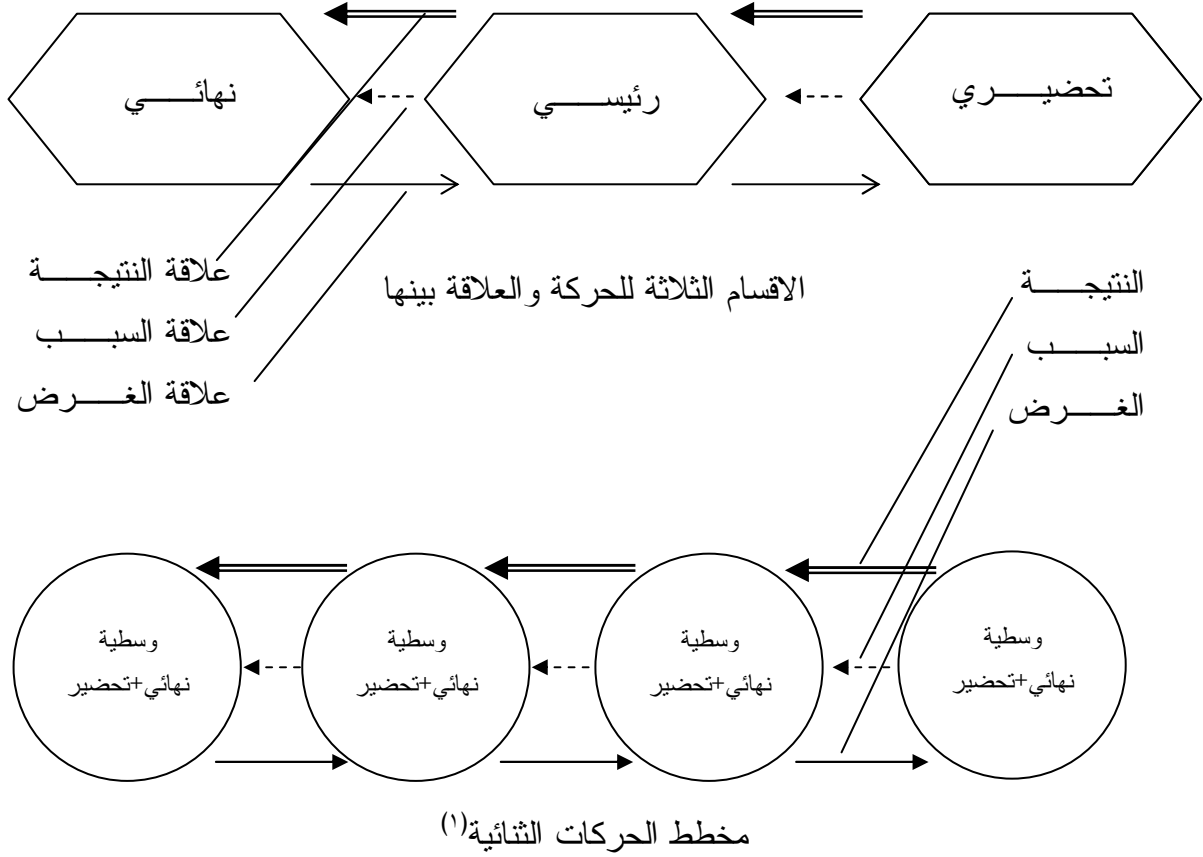 تحضيري
رئيسي
نهائي
علاقة النتيجة
علاقة السبب
علاقة الغرض
الاقسام الثلاثة للحركة والعلاقة بينها
النتيجة
السبب
الغرض
وسطية
نهائي+تحضير
وسطية
نهائي+تحضير
وسطية
نهائي+تحضير
وسطية
نهائي+تحضير
مخطط الحركات الثنائية(١)